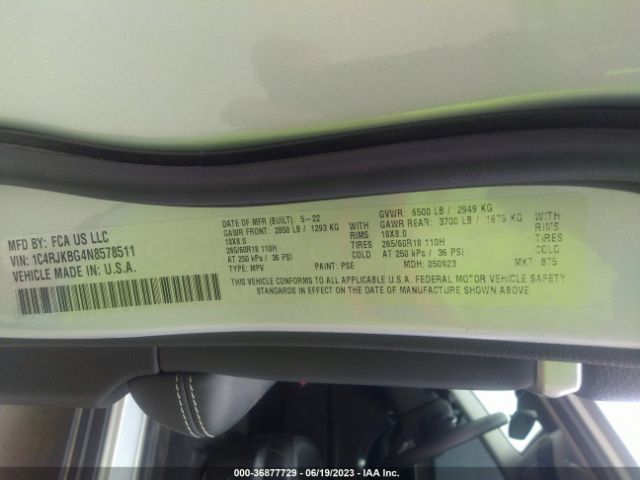 MFD BY: FCA US LLC
VIN: 1C4RJKBG4N8578511
VEHICLE MADE IN: U.S.A.
DATE OF MFR (BUILT): 5-22
GAWR FRONT: 2850 LB / 1293 KG WITH
18X8.0 RIMS
265/60R18 110H TIRES
AT 250 kPa / 36 PSI COLD
TYPE: MPV PAINT: PSE
GVWR: 6500 LB / 2949 KG
GAWR REAR: 3700 LB / 1679 KG WITH
18X8.0 RIMS
265/60R18 110H TIRES
AT 250 kPa / 36 PSI COLD
MDH: 050923 MKT: 875
THIS VEHICLE CONFORMS TO ALL APPLICABLE U.S.A. FEDERAL MOTOR VEHICLE
SAFETY STANDARDS IN EFFECT ON THE DATE OF MANUFACTURE SHOWN ABOVE
000-36877729 - 06/19/2023 - IAA Inc.